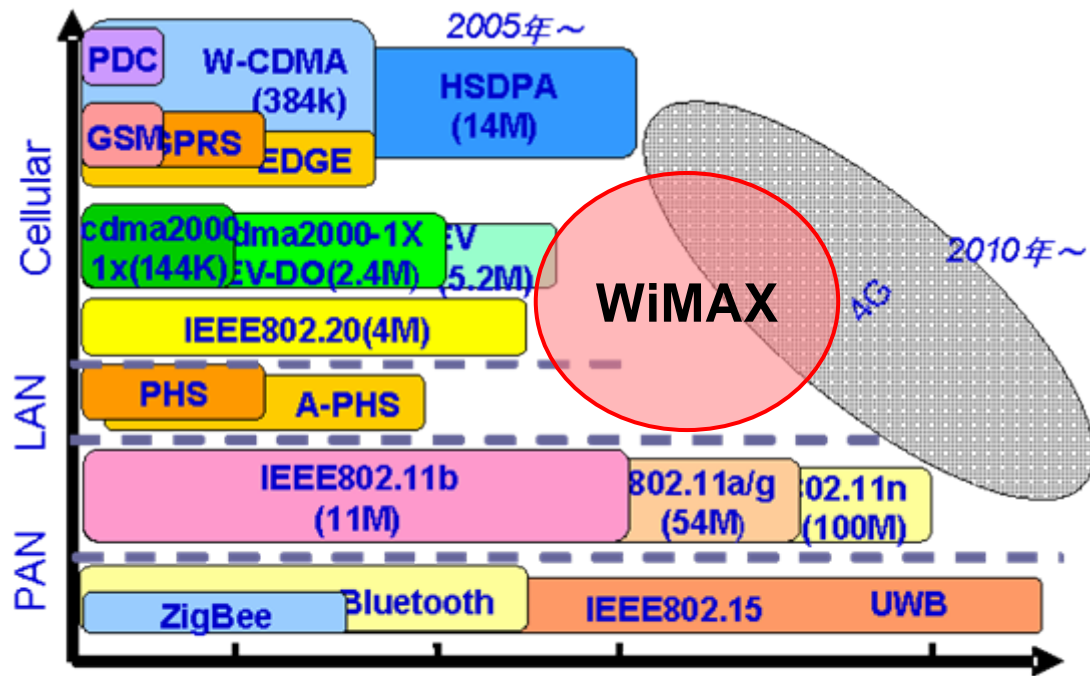 2005年～
PDC
W-CDMA
(384k)
HSDPA
(14M)
GSM
GPRS
EDGE
Cellular
cdma2000
1x(144K)
dma2000-1X
EV-DO(2.4M)
EV
(5.2M)
2010年～
WiMAX
4G
IEEE802.20(4M)
LAN
PHS
A-PHS
IEEE802.11b
(11M)
802.11a/g
(54M)
02.11n
(100M)
PAN
ZigBee
Bluetooth
IEEE802.15
UWB